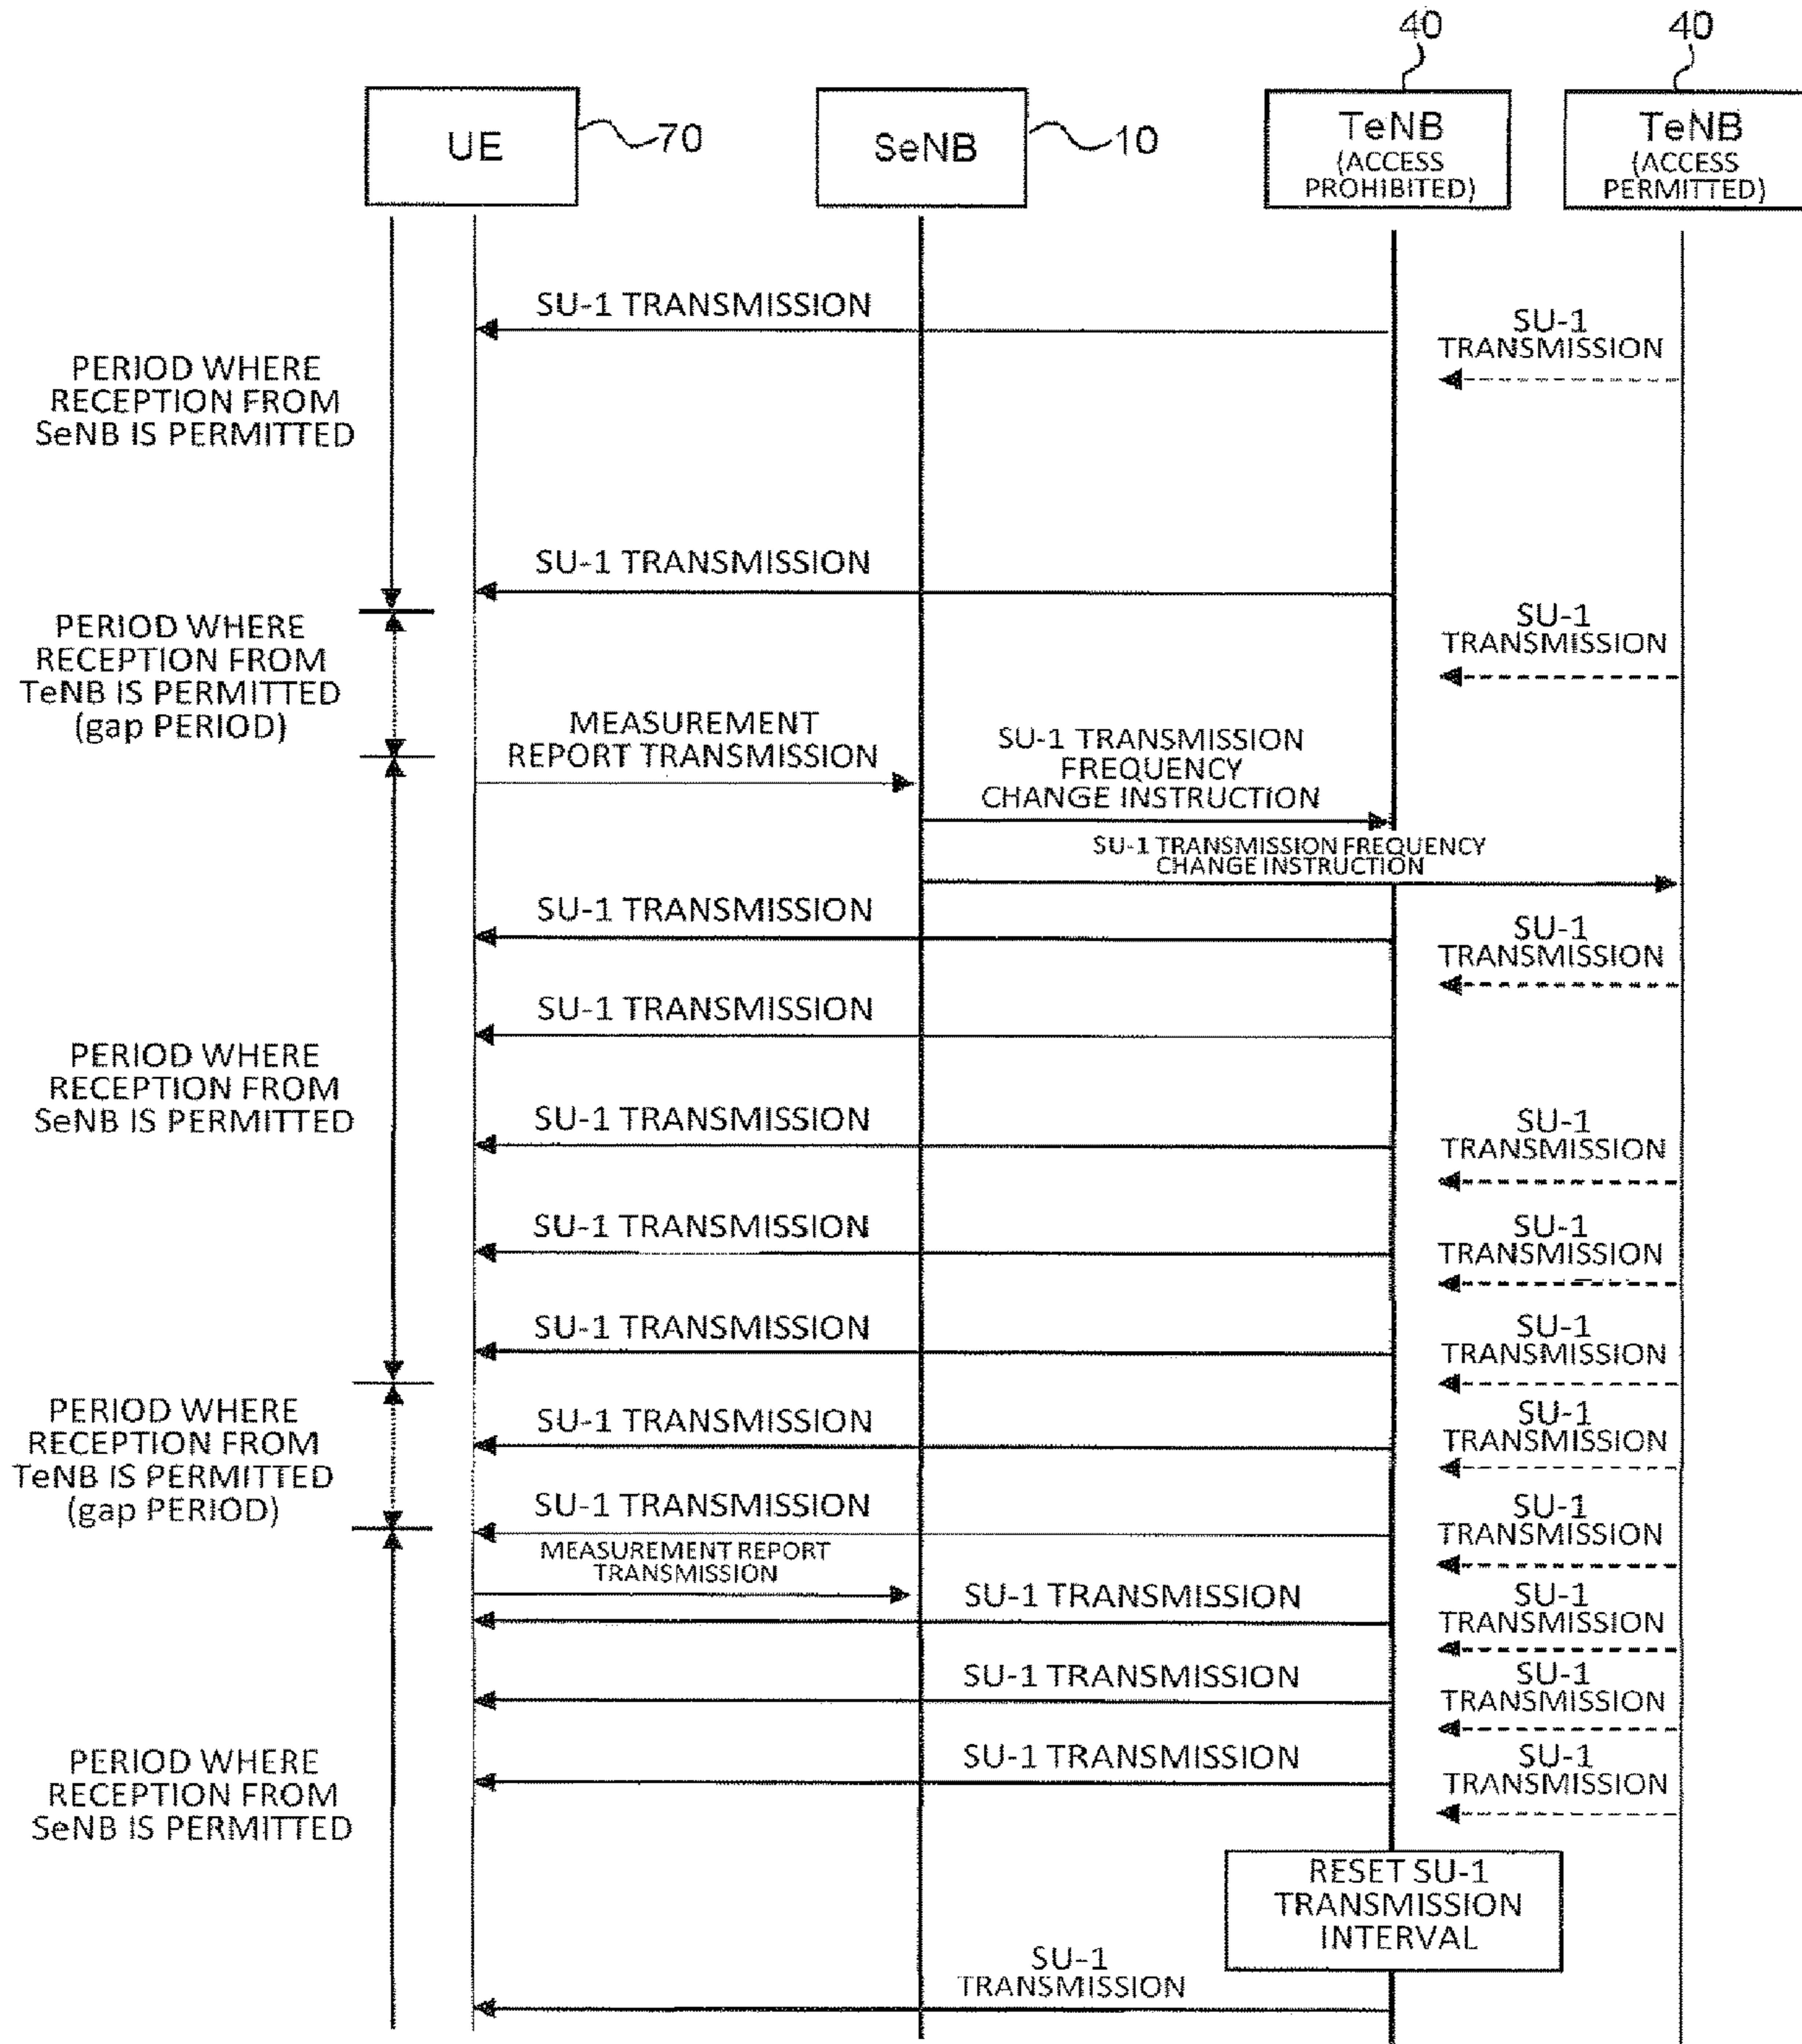 40
40
UE
70
SeNB
10
TeNB
(ACCESS
PROHIBITED)
TeNB
(ACCESS
PERMITTED)
SU-1 TRANSMISSION
SU-1
TRANSMISSION
PERIOD WHERE
RECEPTION FROM
SeNB IS PERMITTED
SU-1 TRANSMISSION
PERIOD WHERE
RECEPTION FROM
TeNB IS PERMITTED
(gap PERIOD)
SU-1
TRANSMISSION
MEASUREMENT
REPORT TRANSMISSION
SU-1 TRANSMISSION
FREQUENCY
CHANGE INSTRUCTION
SU-1 TRANSMISSION FREQUENCY
CHANGE INSTRUCTION
SU-1 TRANSMISSION
SU-1
TRANSMISSION
SU-1 TRANSMISSION
PERIOD WHERE
RECEPTION FROM
SeNB IS PERMITTED
SU-1 TRANSMISSION
SU-1
TRANSMISSION
SU-1 TRANSMISSION
SU-1
TRANSMISSION
SU-1 TRANSMISSION
SU-1
TRANSMISSION
PERIOD WHERE
RECEPTION FROM
TeNB IS PERMITTED
(gap PERIOD)
SU-1 TRANSMISSION
SU-1
TRANSMISSION
SU-1 TRANSMISSION
SU-1
TRANSMISSION
MEASUREMENT REPORT
TRANSMISSION
SU-1 TRANSMISSION
SU-1
TRANSMISSION
SU-1 TRANSMISSION
SU-1
TRANSMISSION
PERIOD WHERE
RECEPTION FROM
SeNB IS PERMITTED
SU-1 TRANSMISSION
SU-1
TRANSMISSION
RESET SU-1
TRANSMISSION
INTERVAL
SU-1
TRANSMISSION